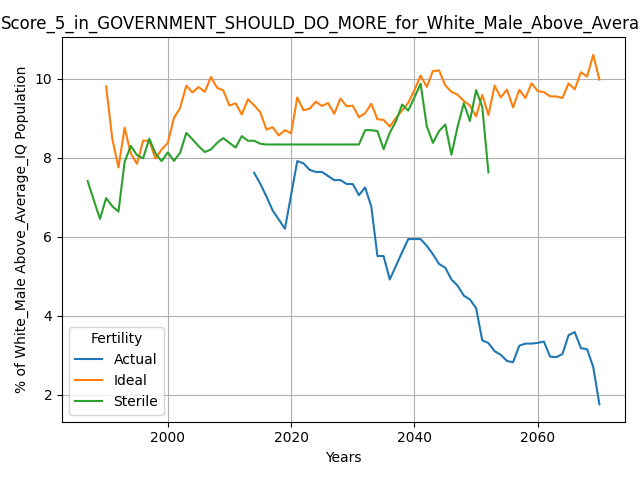 Score_5_in_GOVERNMENT_SHOULD_DO_MORE_for_White_Male_Above_Avera
% of White_Male Above_Average_IQ Population
10
8
6
4
2
Fertility
Actual
Ideal
Sterile
2000
2020
2040
2060
Years